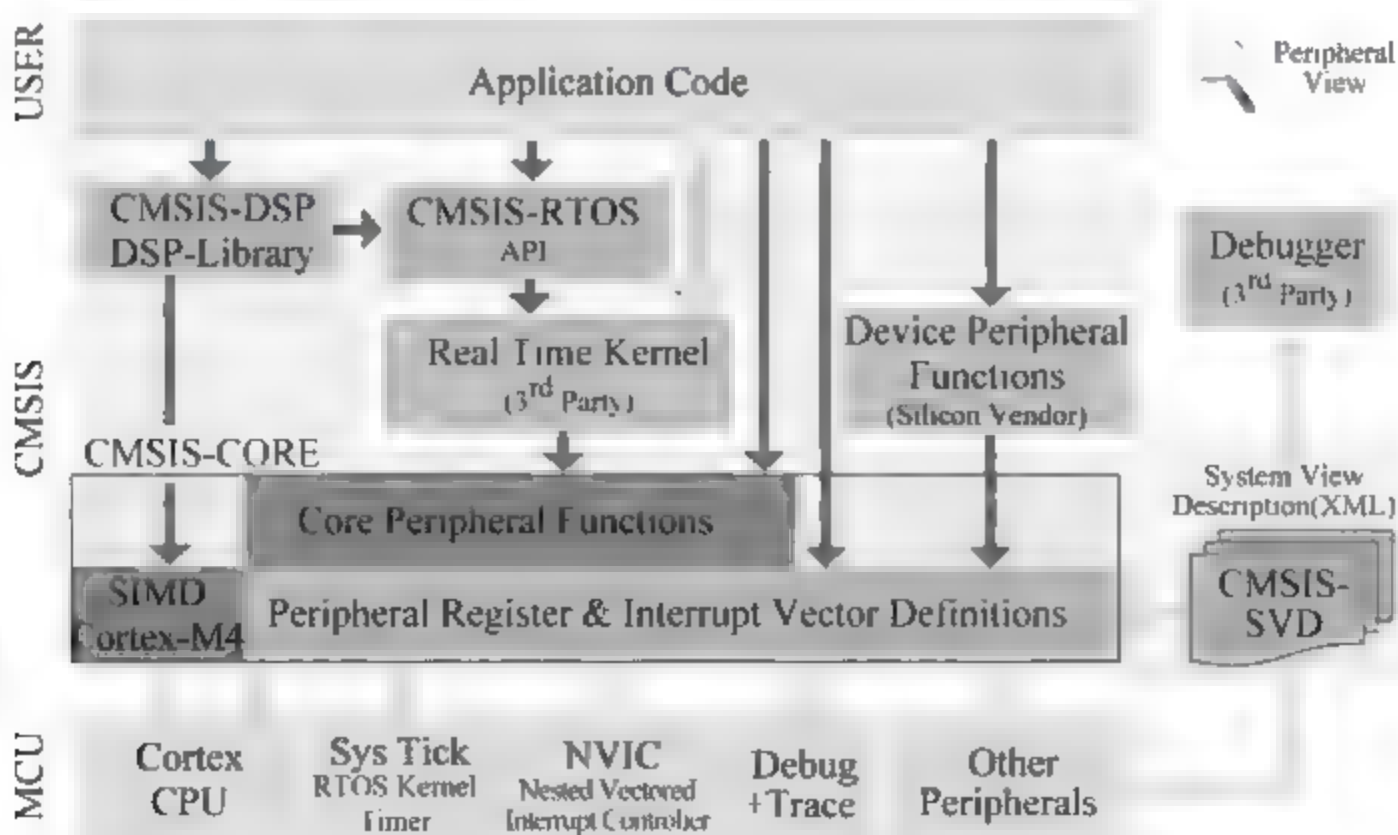 USER
Application Code
Peripheral
View
CMSIS
CMSIS-DSP
DSP-Library
CMSIS-RTOS
API
Real Time Kernel
(3rd Party)
Device Peripheral
Functions
(Silicon Vendor)
Debugger
(3rd Party)
CMSIS-CORE
Core Peripheral Functions
SIMD
Cortex-M4
Peripheral Register & Interrupt Vector Definitions
System View
Description(XML)
CMSIS-
SVD
MCU
Cortex
CPU
Sys Tick
RTOS Kernel
Timer
NVIC
Nested Vectored
Interrupt Controller
Debug
+Trace
Other
Peripherals